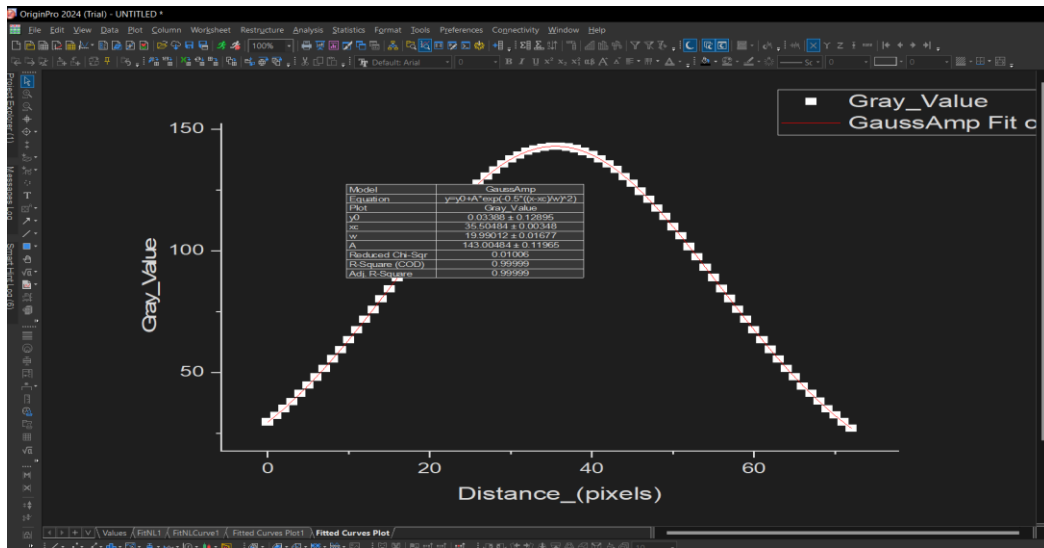 OriginPro 2024 (Trial) - UNTITLED *
File Edit View Data Plot Column Worksheet Restructure Analysis Statistics Format Tools Preferences Connectivity Window Help
100%
Default: Arial 0 B I U
Project Explorer (1)
Messages Log
Smart Hint Log (6)
Gray_Value
GaussAmp Fit o
150
100
50
Gray_Value
Model GaussAmp
Equation y=y0+A*exp(-0.5*((x-xc)/w)^2)
Plot Gray_Value
y0 0.03388 ± 0.12895
xc 35.50484 ± 0.00348
w 19.99012 ± 0.01677
A 143.00484 ± 0.11965
Reduced Chi-Sqr 0.01006
R-Square (COD) 0.99999
Adj. R-Square 0.99999
0 20 40 60
Distance_(pixels)
Values FitNL1 FitNLCurve1 Fitted Curves Plot1 Fitted Curves Plot